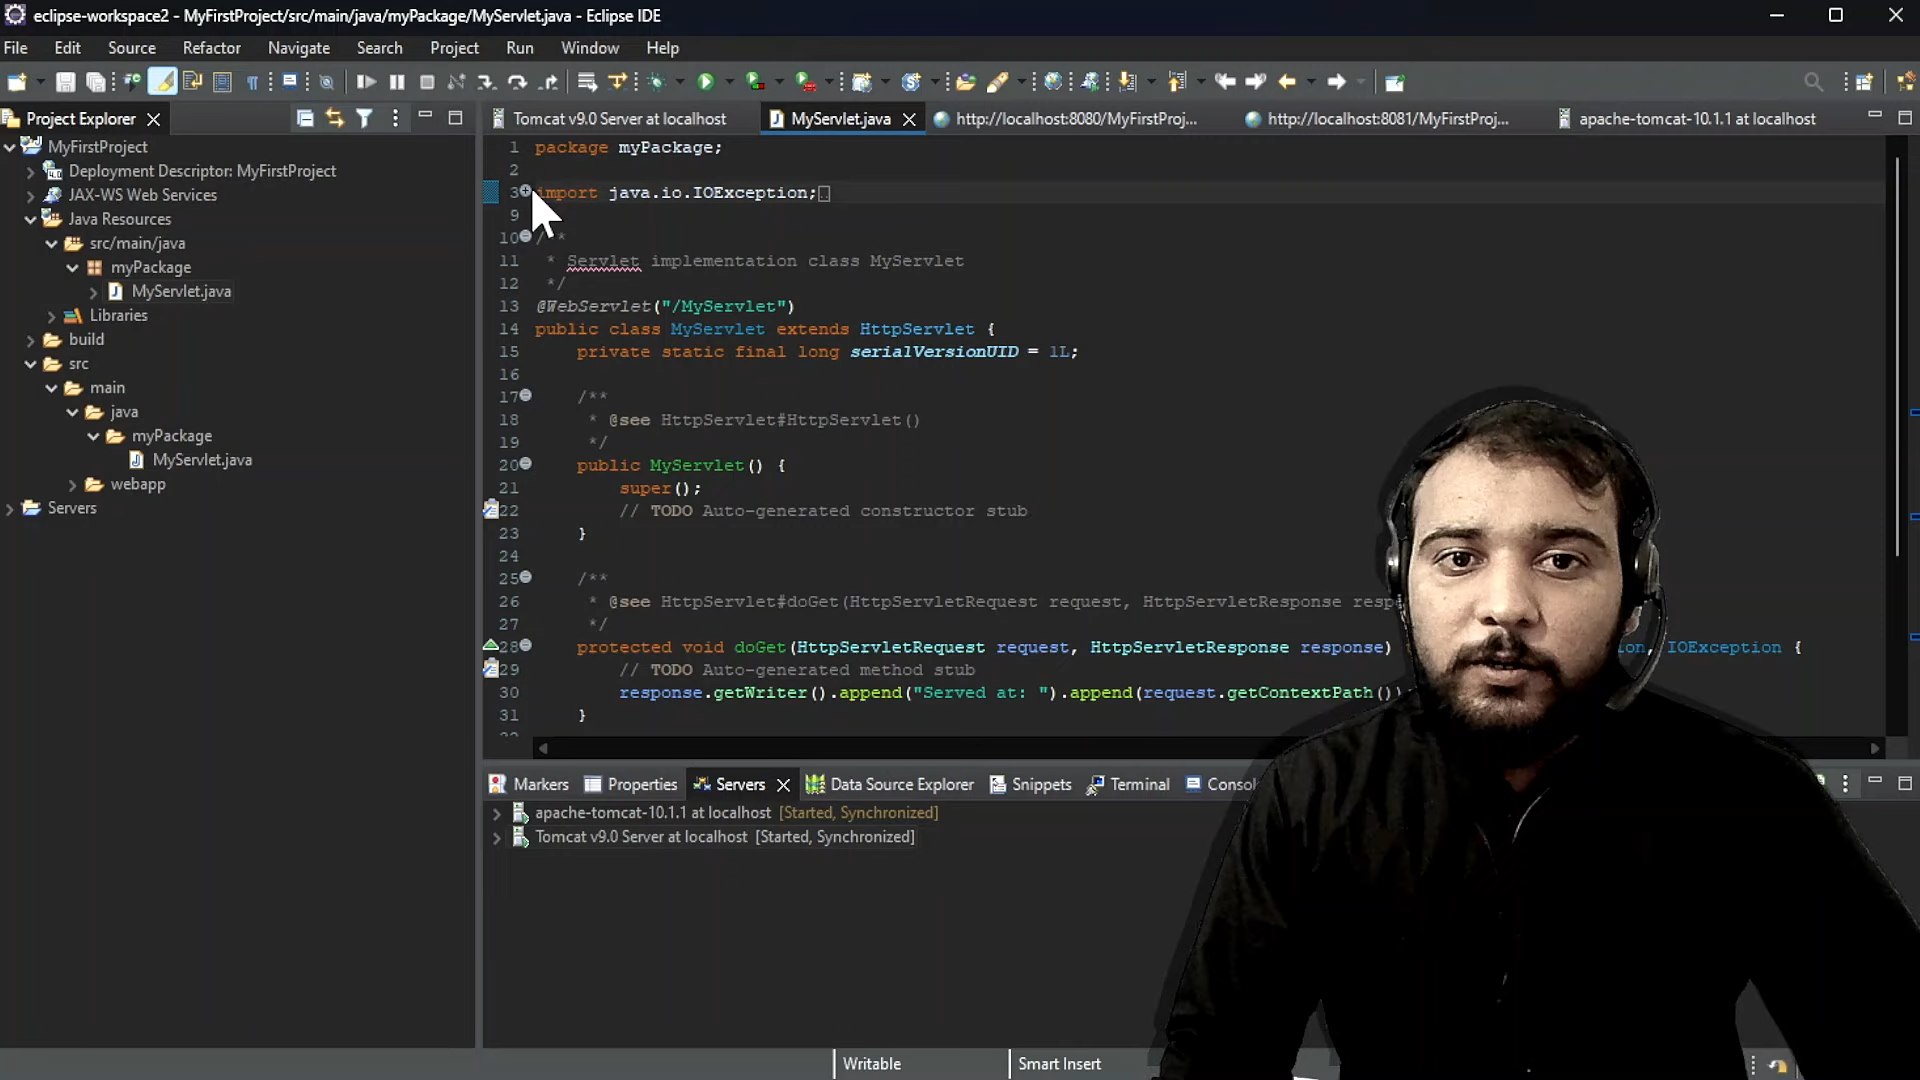 eclipse-workspace2 - MyFirstProject/src/main/java/myPackage/MyServlet.java - Eclipse IDE
File Edit Source Refactor Navigate Search Project Run Window Help
Project Explorer
MyFirstProject
Deployment Descriptor: MyFirstProject
JAX-WS Web Services
Java Resources
src/main/java
myPackage
MyServlet.java
Libraries
build
src
main
java
myPackage
MyServlet.java
webapp
Servers
Tomcat v9.0 Server at localhost MyServlet.java http://localhost:8080/MyFirstProj... http://localhost:8081/MyFirstProj... apache-tomcat-10.1.1 at localhost
1 package myPackage;
2
3 import java.io.IOException;
9
10 /**
11 * Servlet implementation class MyServlet
12 */
13 @WebServlet("/MyServlet")
14 public class MyServlet extends HttpServlet {
15 private static final long serialVersionUID = 1L;
16
17 /**
18 * @see HttpServlet#HttpServlet()
19 */
20 public MyServlet() {
21 super();
22 // TODO Auto-generated constructor stub
23 }
24
25 /**
26 * @see HttpServlet#doGet(HttpServletRequest request, HttpServletResponse resp
27 */
28 protected void doGet(HttpServletRequest request, HttpServletResponse response) on, IOException {
29 // TODO Auto-generated method stub
30 response.getWriter().append("Served at: ").append(request.getContextPath())
31 }
Markers Properties Servers Data Source Explorer Snippets Terminal Consol
apache-tomcat-10.1.1 at localhost [Started, Synchronized]
Tomcat v9.0 Server at localhost [Started, Synchronized]
Writable Smart Insert